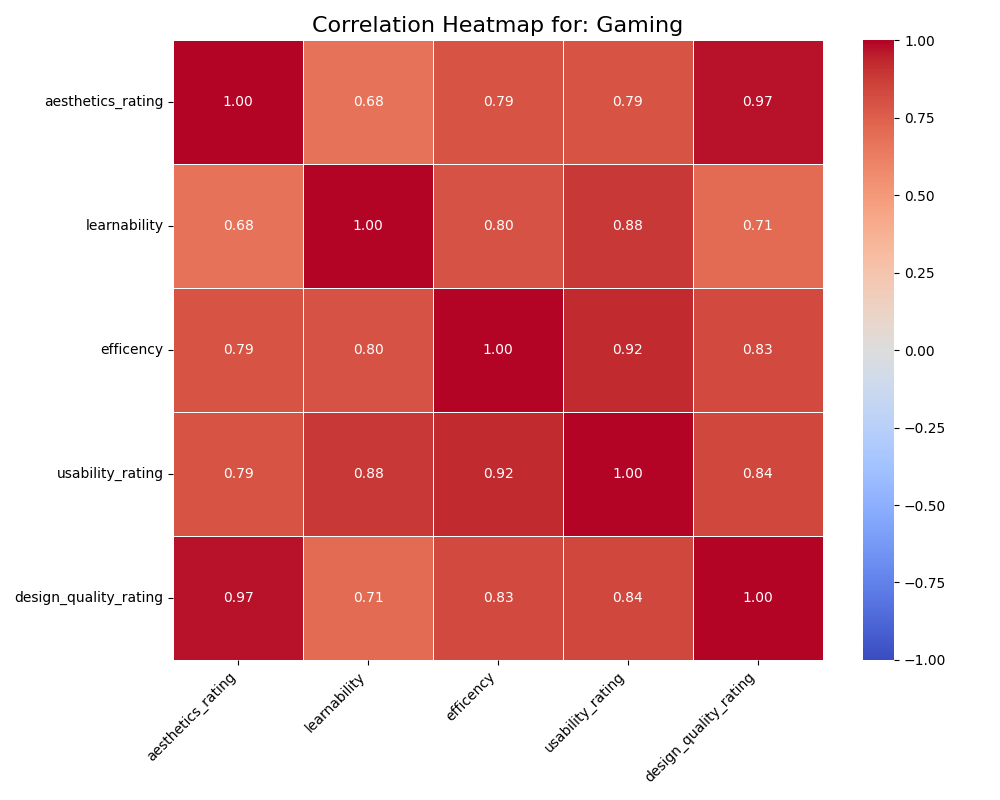 Correlation Heatmap for: Gaming
aesthetics_rating 1.00 0.68 0.79 0.79 0.97
learnability 0.68 1.00 0.80 0.88 0.71
efficency 0.79 0.80 1.00 0.92 0.83
usability_rating 0.79 0.88 0.92 1.00 0.84
design_quality_rating 0.97 0.71 0.83 0.84 1.00
aesthetics_rating learnability efficency usability_rating design_quality_rating
1.00
0.75
0.50
0.25
0.00
−0.25
−0.50
−0.75
−1.00